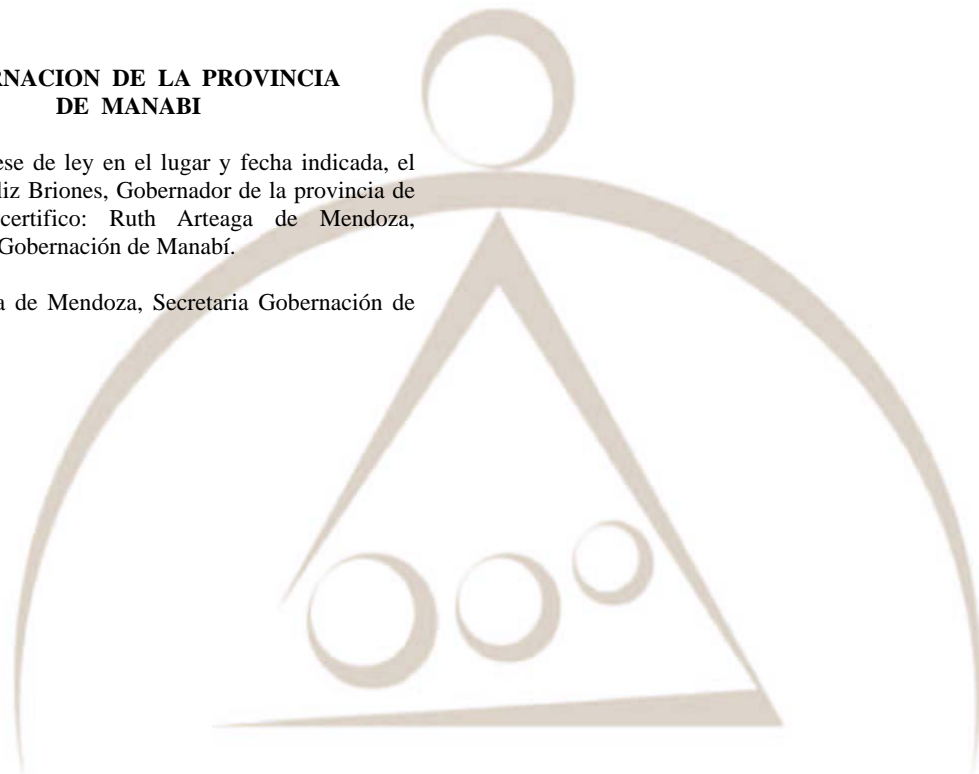 RNACION DE LA PROVINCIA
DE MANABI
ese de ley en el lugar y fecha indicada, el
liz Briones, Gobernador de la provincia de
certifico: Ruth Arteaga de Mendoza,
Gobernación de Manabí.
a de Mendoza, Secretaria Gobernación de